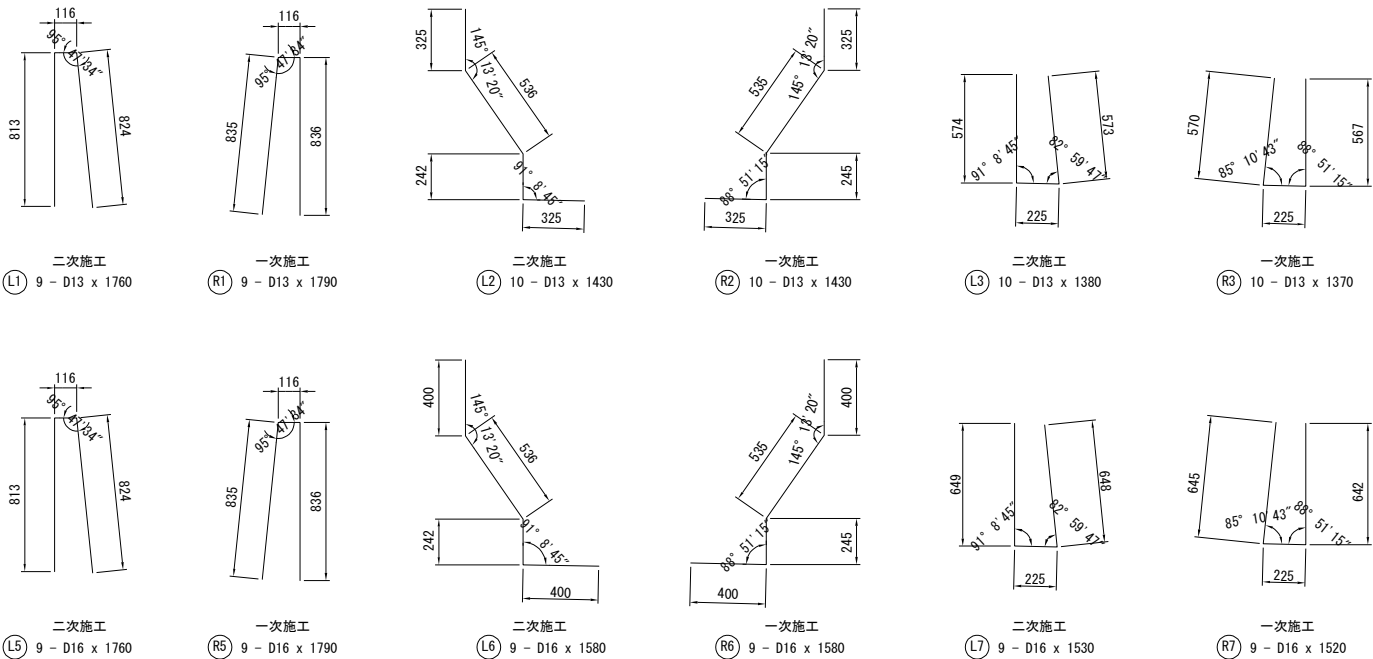 116
95° 47' 34"
813
824
二次施工
L1 9 - D13 x 1760
116
95° 47' 34"
835
836
一次施工
R1 9 - D13 x 1790
325
145° 13' 20"
536
242
91° 8' 45"
325
二次施工
L2 10 - D13 x 1430
325
145° 13' 20"
535
245
88° 51' 15"
325
一次施工
R2 10 - D13 x 1430
574
91° 8' 45"
82° 59' 47"
573
225
二次施工
L3 10 - D13 x 1380
570
85° 10' 43"
88° 51' 15"
567
225
一次施工
R3 10 - D13 x 1370
116
95° 47' 34"
813
824
二次施工
L5 9 - D16 x 1760
116
95° 47' 34"
835
836
一次施工
R5 9 - D16 x 1790
400
145° 13' 20"
536
242
91° 8' 45"
400
二次施工
L6 9 - D16 x 1580
400
145° 13' 20"
535
245
88° 51' 15"
400
一次施工
R6 9 - D16 x 1580
649
91° 8' 45"
82° 59' 47"
648
225
二次施工
L7 9 - D16 x 1530
645
85° 10' 43"
88° 51' 15"
642
225
一次施工
R7 9 - D16 x 1520